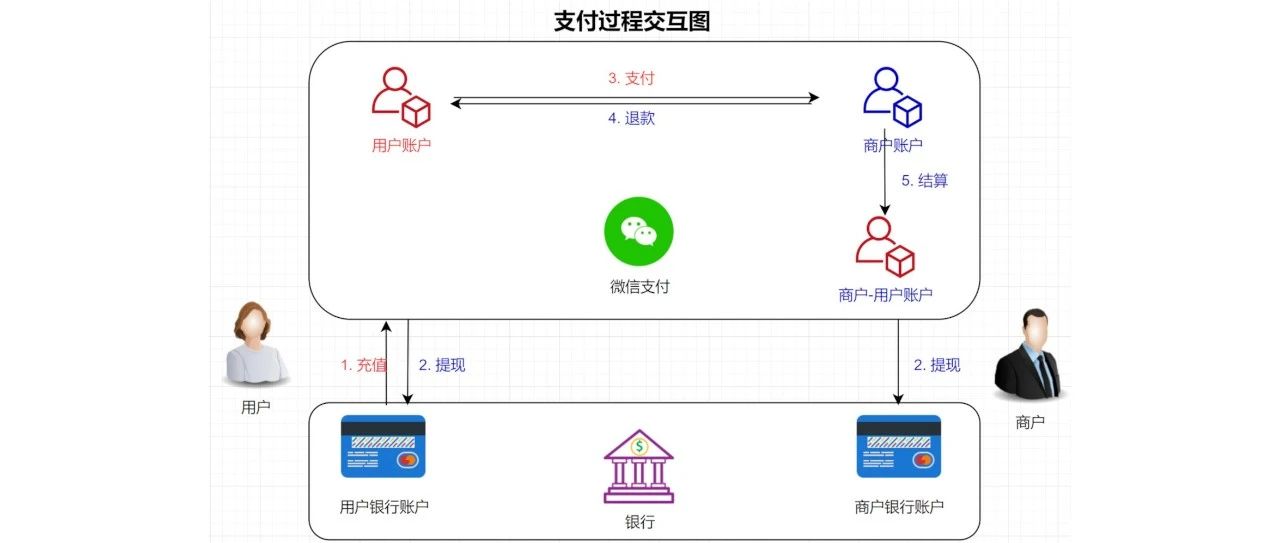 支付过程交互图
3. 支付
4. 退款
用户账户
商户账户
5. 结算
微信支付
商户-用户账户
1. 充值
2. 提现
2. 提现
用户
商户
用户银行账户
银行
商户银行账户